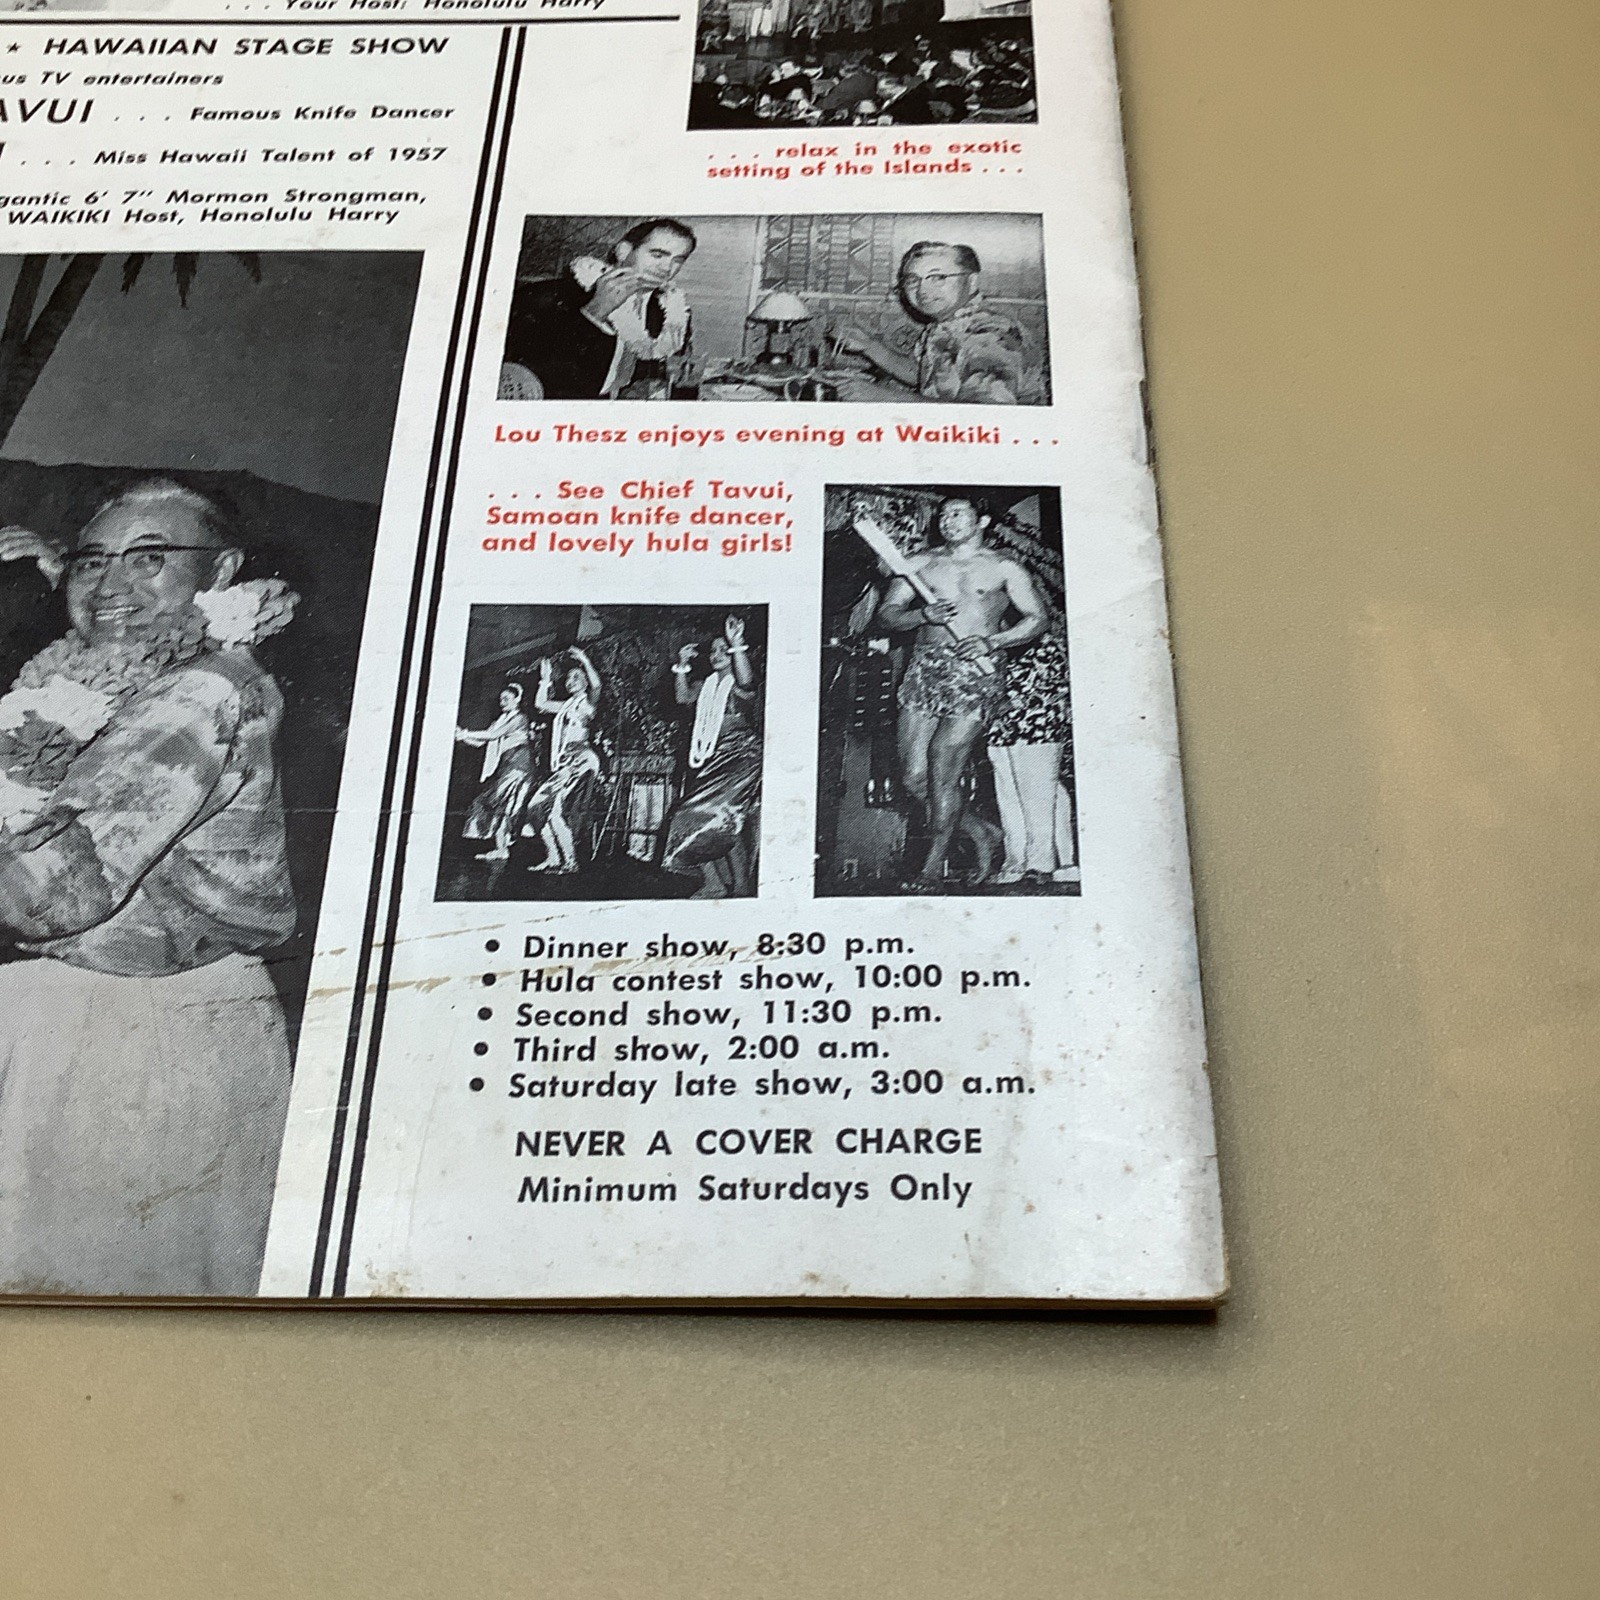 . . . Your Host: Honolulu Harry
* HAWAIIAN STAGE SHOW
TV entertainers
. . . Famous Knife Dancer
. . . Miss Hawaii Talent of 1957
6' 7" Mormon Strongman,
WAIKIKI Host, Honolulu Harry
. . . relax in the exotic
setting of the Islands . . .
Lou Thesz enjoys evening at Waikiki . . .
. . . See Chief Tavui,
Samoan knife dancer,
and lovely hula girls!
• Dinner show, 8:30 p.m.
• Hula contest show, 10:00 p.m.
• Second show, 11:30 p.m.
• Third show, 2:00 a.m.
• Saturday late show, 3:00 a.m.
NEVER A COVER CHARGE
Minimum Saturdays Only